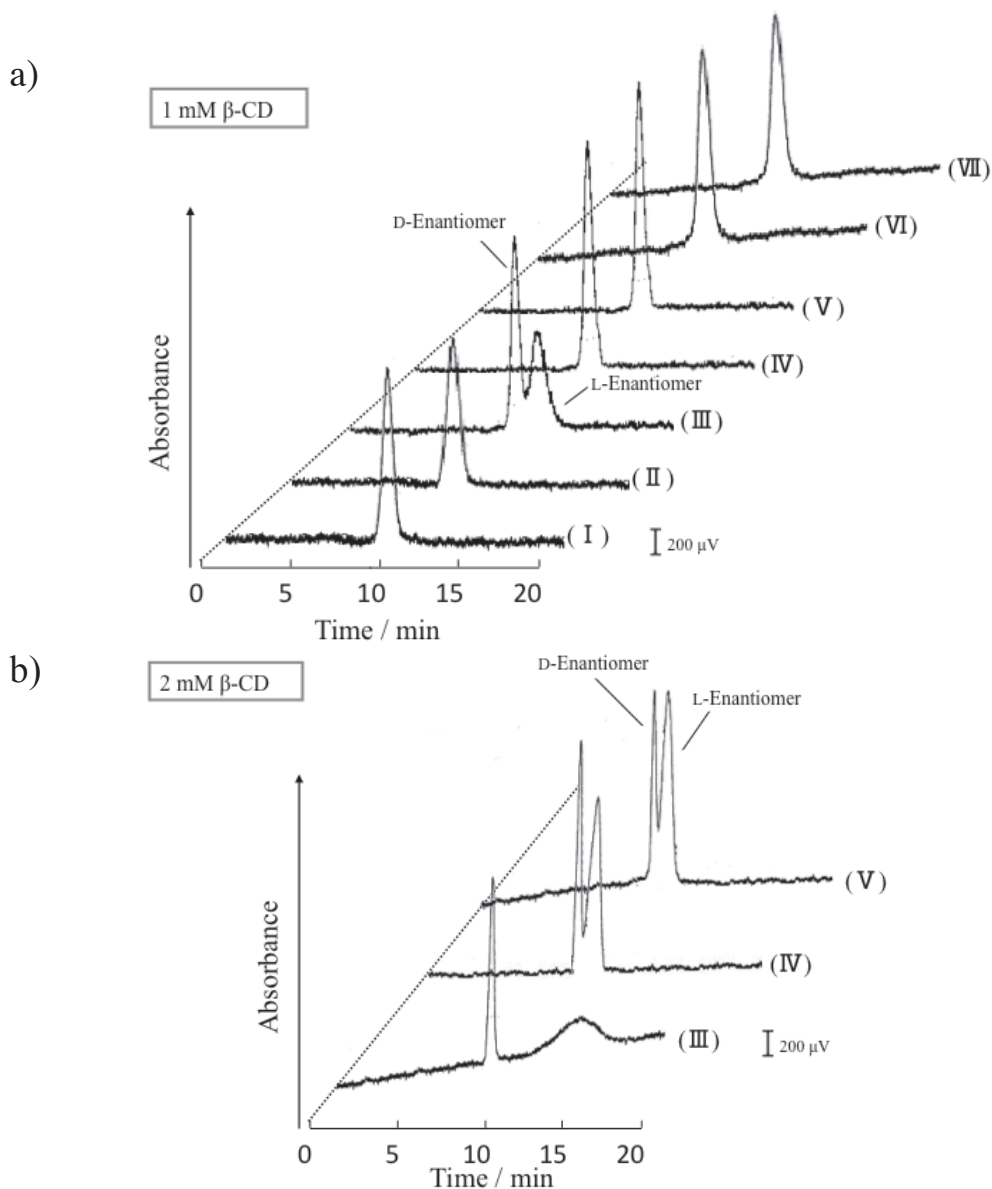 a)
1 mM β-CD
(Ⅶ)
D-Enantiomer
(Ⅵ)
(Ⅴ)
(Ⅳ)
L-Enantiomer
(Ⅲ)
Absorbance
(Ⅱ)
(Ⅰ)
200 μV
0 5 10 15 20
Time / min
b)
2 mM β-CD
D-Enantiomer
L-Enantiomer
(Ⅴ)
(Ⅳ)
Absorbance
(Ⅲ)
200 μV
0 5 10 15 20
Time / min